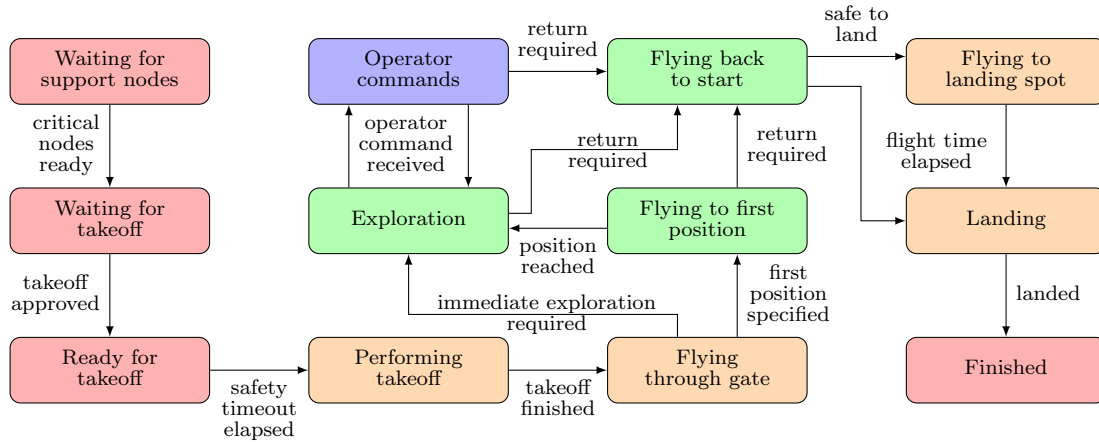 Waiting for
support nodes
critical
nodes
ready
Waiting for
takeoff
takeoff
approved
Ready for
takeoff
safety
timeout
elapsed
Performing
takeoff
takeoff
finished
Flying
through gate
immediate exploration
required
first
position
specified
Flying to first
position
position
reached
Exploration
operator
command
received
Operator
commands
return
required
return
required
return
required
Flying back
to start
safe to
land
Flying to
landing spot
flight time
elapsed
Landing
landed
Finished